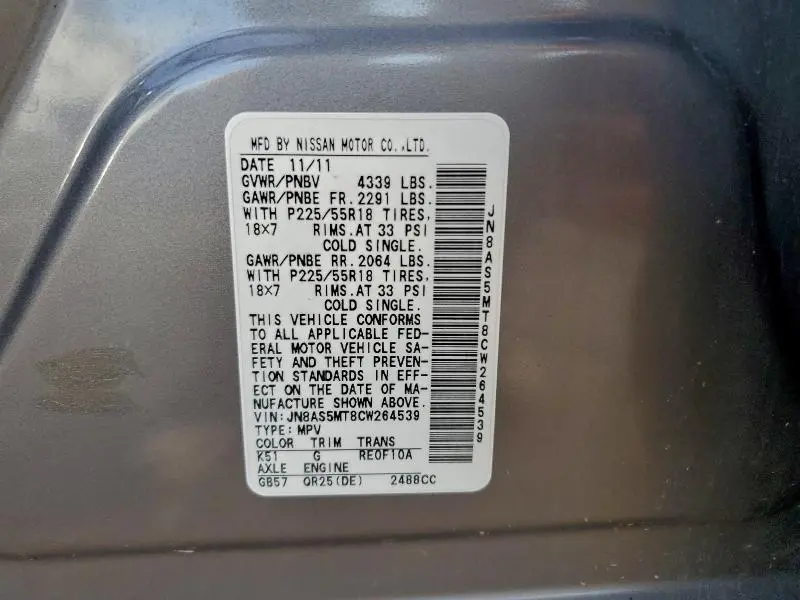 MFD BY NISSAN MOTOR CO.,LTD.
DATE 11/11
GVWR/PNBV 4339 LBS.
GAWR/PNBE FR. 2291 LBS.
WITH P225/55R18 TIRES,
18X7 RIMS. AT 33 PSI
COLD SINGLE.
GAWR/PNBE RR. 2064 LBS.
WITH P225/55R18 TIRES,
18X7 RIMS. AT 33 PSI
COLD SINGLE.
THIS VEHICLE CONFORMS
TO ALL APPLICABLE FED-
ERAL MOTOR VEHICLE SA-
FETY AND THEFT PREVEN-
TION STANDARDS IN EFF-
ECT ON THE DATE OF MA-
NUFACTURE SHOWN ABOVE.
VIN: JN8AS5MT8CW264539
TYPE: MPV
COLOR TRIM TRANS
K51 G RE0F10A
AXLE ENGINE
GB57 QR25(DE) 2488CC
JN8AS5MT8CW264539